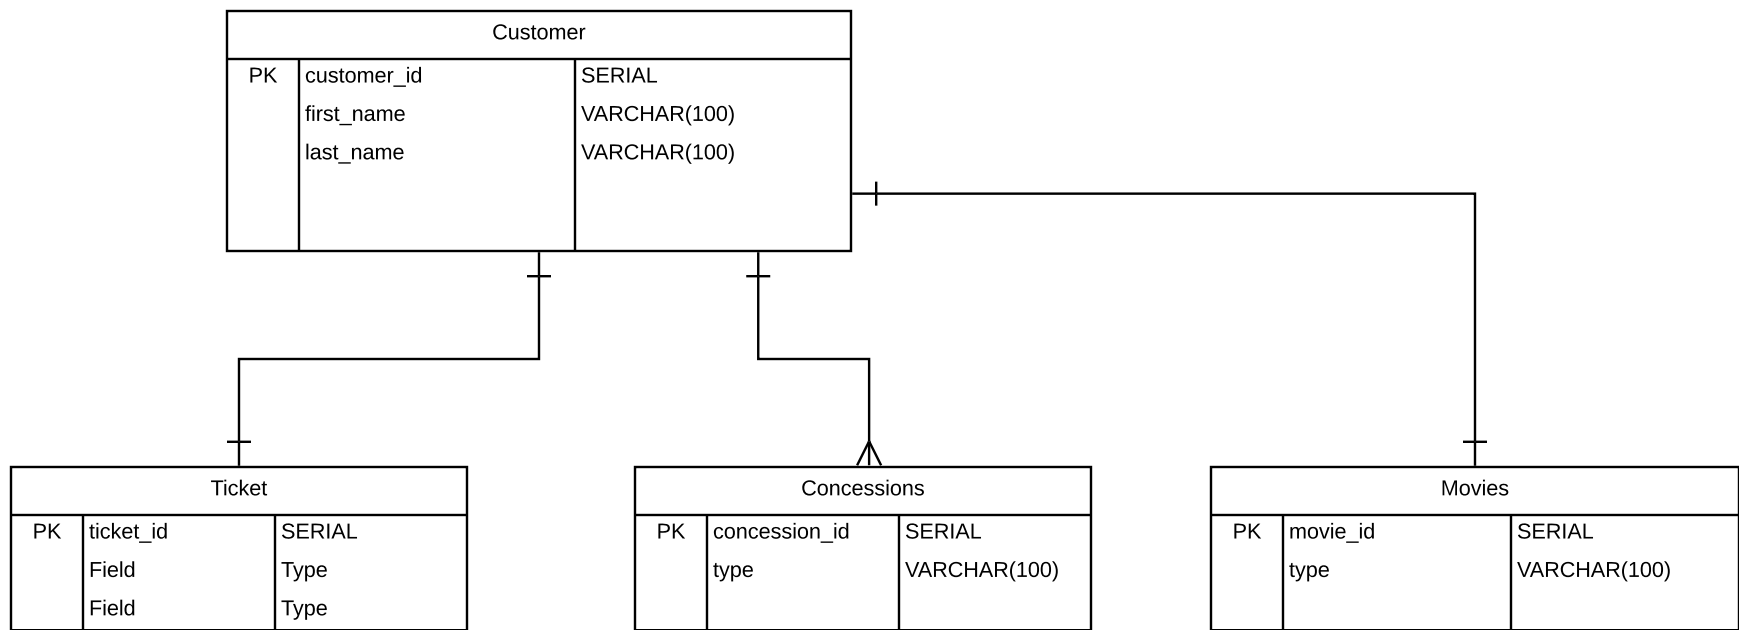 Customer
PK customer_id SERIAL
first_name VARCHAR(100)
last_name VARCHAR(100)
Ticket
PK ticket_id SERIAL
Field Type
Field Type
Concessions
PK concession_id SERIAL
type VARCHAR(100)
Movies
PK movie_id SERIAL
type VARCHAR(100)